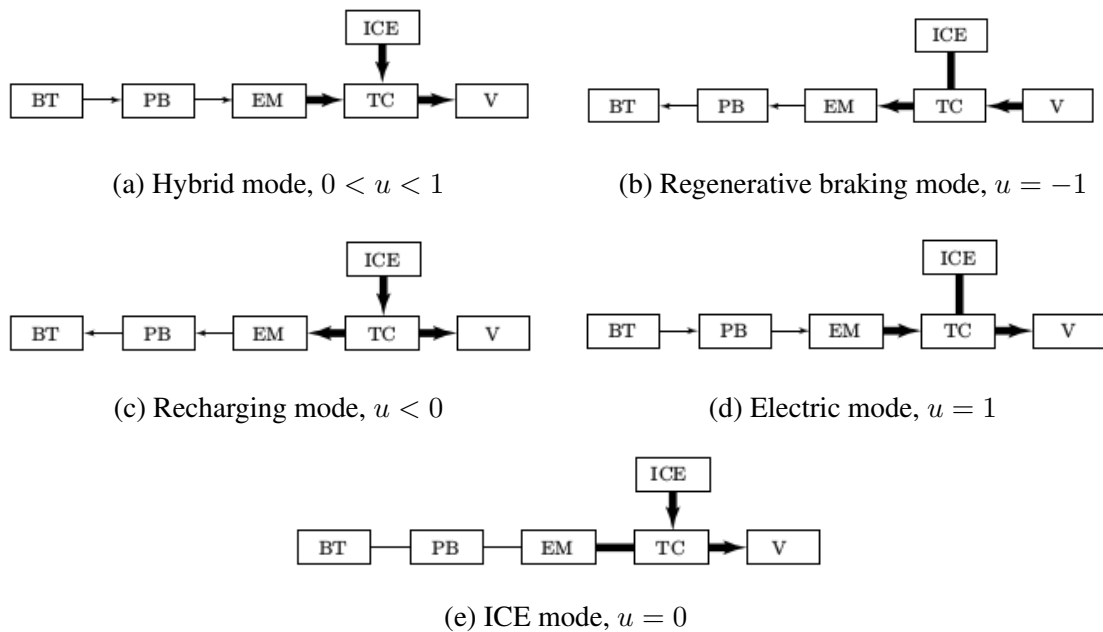 ICE
BT PB EM TC V
(a) Hybrid mode, 0 < u < 1
ICE
BT PB EM TC V
(b) Regenerative braking mode, u = −1
ICE
BT PB EM TC V
(c) Recharging mode, u < 0
ICE
BT PB EM TC V
(d) Electric mode, u = 1
ICE
BT PB EM TC V
(e) ICE mode, u = 0